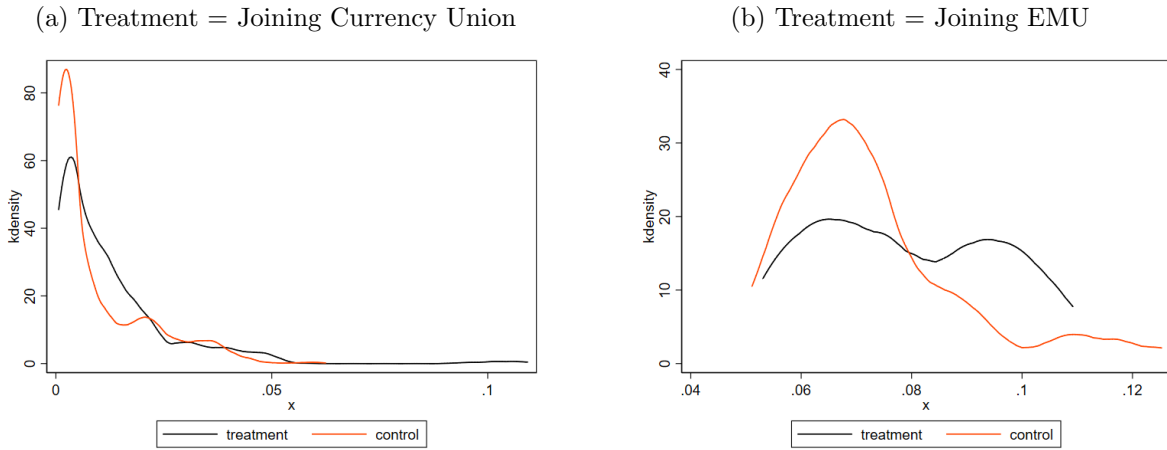 (a) Treatment = Joining Currency Union
kdensity
0 20 40 60 80
0 .05 .1
x
treatment control
(b) Treatment = Joining EMU
kdensity
0 10 20 30 40
.04 .06 .08 .1 .12
x
treatment control